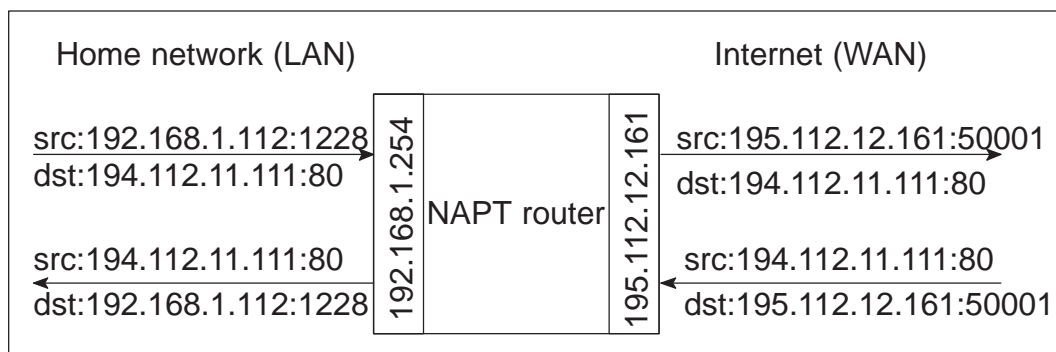 Home network (LAN)
Internet (WAN)
src:192.168.1.112:1228
dst:194.112.11.111:80
192.168.1.254
NAPT router
195.112.12.161
src:195.112.12.161:50001
dst:194.112.11.111:80
src:194.112.11.111:80
dst:192.168.1.112:1228
src:194.112.11.111:80
dst:195.112.12.161:50001